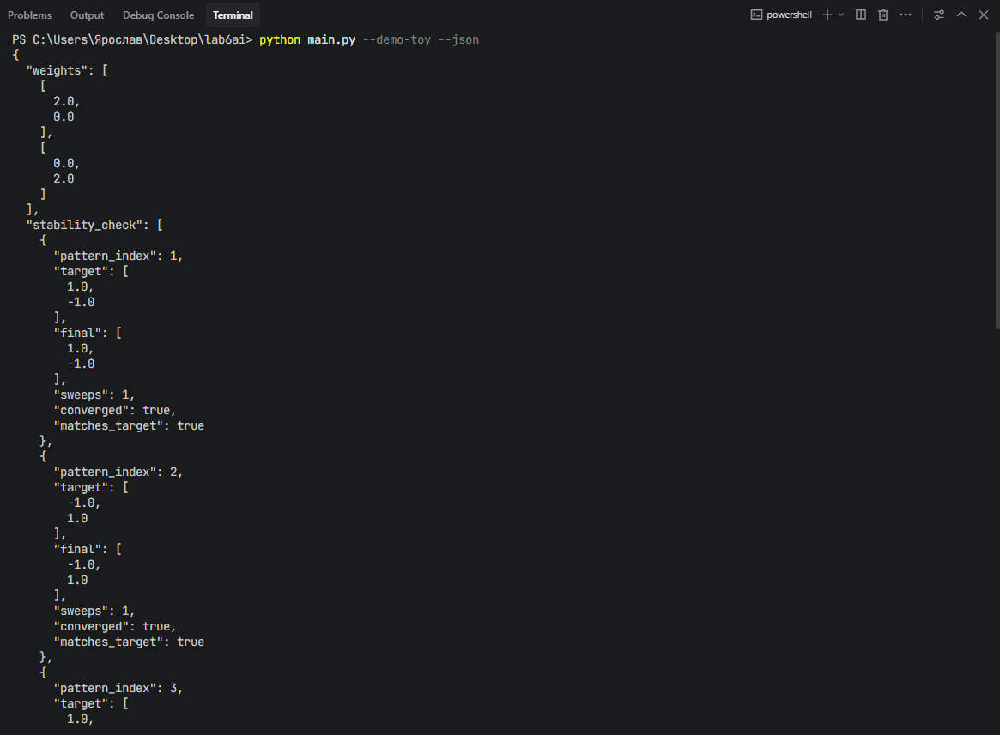 Problems Output Debug Console Terminal powershell
PS C:\Users\Ярослав\Desktop\lab6ai> python main.py --demo-toy --json
{
  "weights": [
    [
      2.0,
      0.0
    ],
    [
      0.0,
      2.0
    ]
  ],
  "stability_check": [
    {
      "pattern_index": 1,
      "target": [
        1.0,
        -1.0
      ],
      "final": [
        1.0,
        -1.0
      ],
      "sweeps": 1,
      "converged": true,
      "matches_target": true
    },
    {
      "pattern_index": 2,
      "target": [
        -1.0,
        1.0
      ],
      "final": [
        -1.0,
        1.0
      ],
      "sweeps": 1,
      "converged": true,
      "matches_target": true
    },
    {
      "pattern_index": 3,
      "target": [
        1.0,